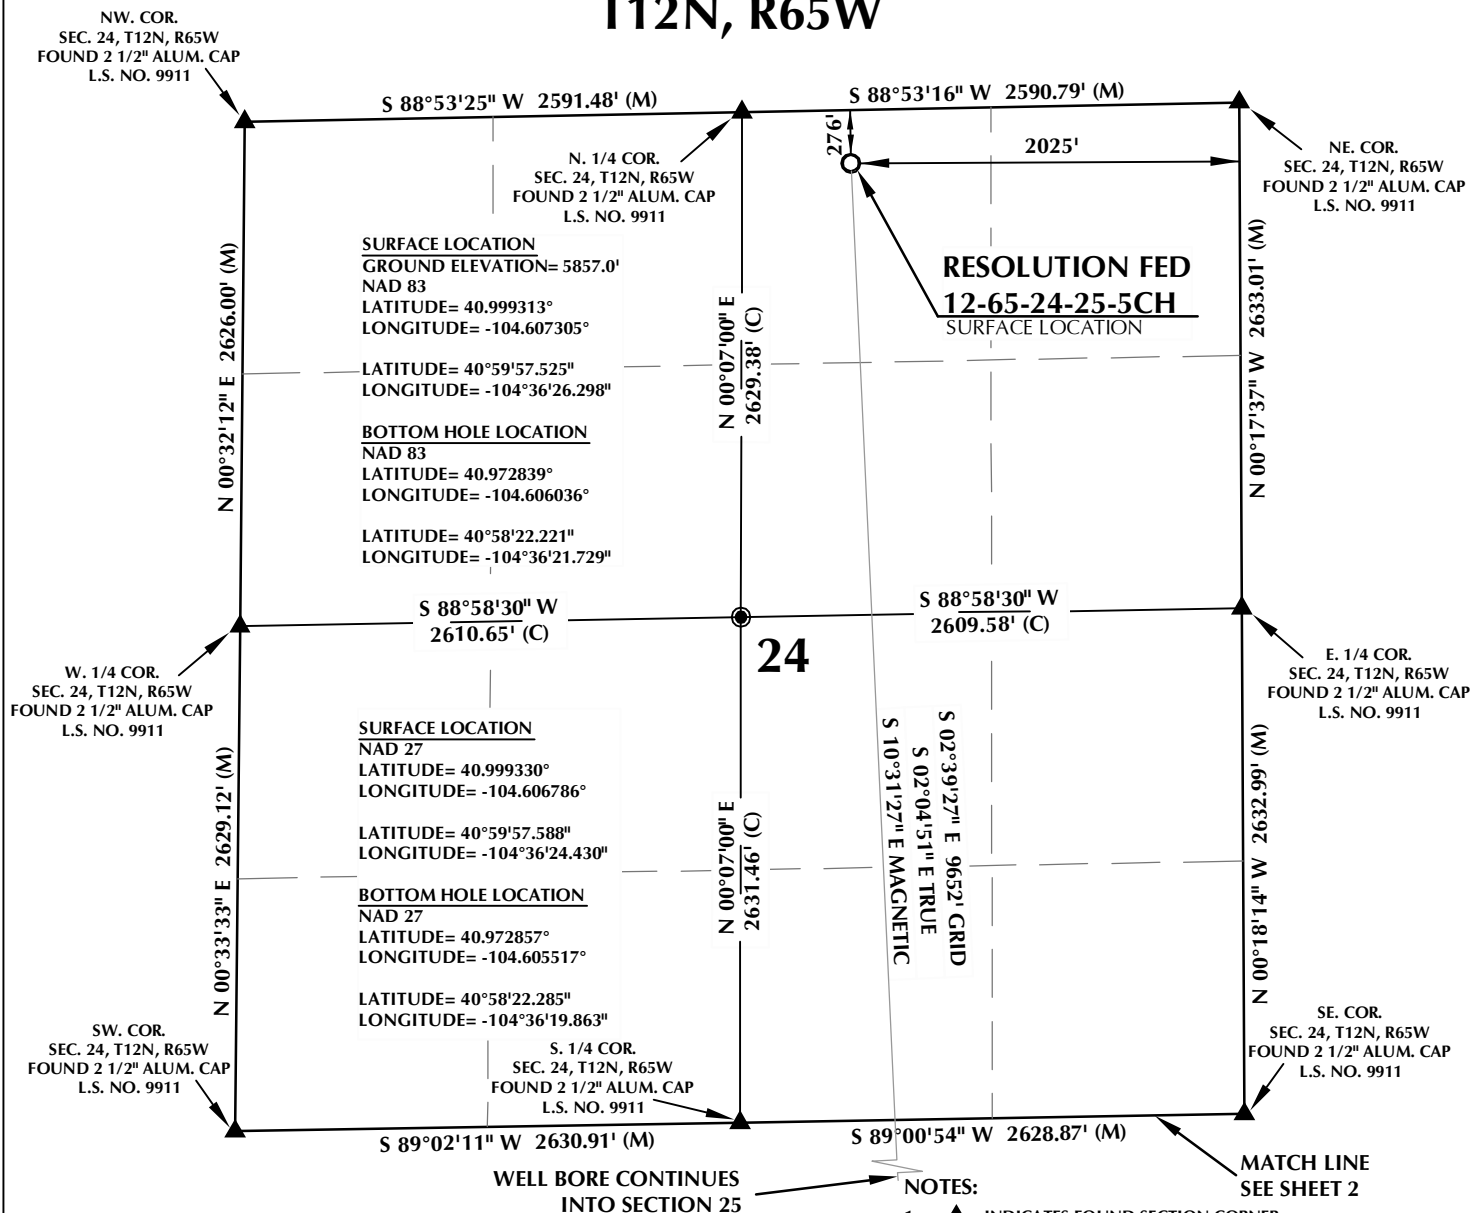 T12N, R65W
NW. COR.
SEC. 24, T12N, R65W
FOUND 2 1/2" ALUM. CAP
L.S. NO. 9911
S 88°53'25" W 2591.48' (M)
S 88°53'16" W 2590.79' (M)
N. 1/4 COR.
SEC. 24, T12N, R65W
FOUND 2 1/2" ALUM. CAP
L.S. NO. 9911
276'
2025'
NE. COR.
SEC. 24, T12N, R65W
FOUND 2 1/2" ALUM. CAP
L.S. NO. 9911
RESOLUTION FED
12-65-24-25-5CH
SURFACE LOCATION
SURFACE LOCATION
GROUND ELEVATION= 5857.0'
NAD 83
LATITUDE= 40.999313°
LONGITUDE= -104.607305°
LATITUDE= 40°59'57.525"
LONGITUDE= -104°36'26.298"
BOTTOM HOLE LOCATION
NAD 83
LATITUDE= 40.972839°
LONGITUDE= -104.606036°
LATITUDE= 40°58'22.221"
LONGITUDE= -104°36'21.729"
N 00°32'12" E 2626.00' (M)
N 00°07'00" E
2629.38' (C)
N 00°17'37" W 2633.01' (M)
S 88°58'30" W
2610.65' (C)
S 88°58'30" W
2609.58' (C)
24
W. 1/4 COR.
SEC. 24, T12N, R65W
FOUND 2 1/2" ALUM. CAP
L.S. NO. 9911
E. 1/4 COR.
SEC. 24, T12N, R65W
FOUND 2 1/2" ALUM. CAP
L.S. NO. 9911
SURFACE LOCATION
NAD 27
LATITUDE= 40.999330°
LONGITUDE= -104.606786°
LATITUDE= 40°59'57.588"
LONGITUDE= -104°36'24.430"
BOTTOM HOLE LOCATION
NAD 27
LATITUDE= 40.972857°
LONGITUDE= -104.605517°
LATITUDE= 40°58'22.285"
LONGITUDE= -104°36'19.863"
N 00°33'33" E 2629.12' (M)
N 00°07'00" E
2631.46' (C)
S 02°39'27" E 9652' GRID
S 02°04'51" E TRUE
S 10°31'27" E MAGNETIC
N 00°18'14" W 2632.99' (M)
SW. COR.
SEC. 24, T12N, R65W
FOUND 2 1/2" ALUM. CAP
L.S. NO. 9911
S. 1/4 COR.
SEC. 24, T12N, R65W
FOUND 2 1/2" ALUM. CAP
L.S. NO. 9911
SE. COR.
SEC. 24, T12N, R65W
FOUND 2 1/2" ALUM. CAP
L.S. NO. 9911
S 89°02'11" W 2630.91' (M)
S 89°00'54" W 2628.87' (M)
WELL BORE CONTINUES
INTO SECTION 25
MATCH LINE
SEE SHEET 2
NOTES:
INDICATES FOUND SECTION CORNER